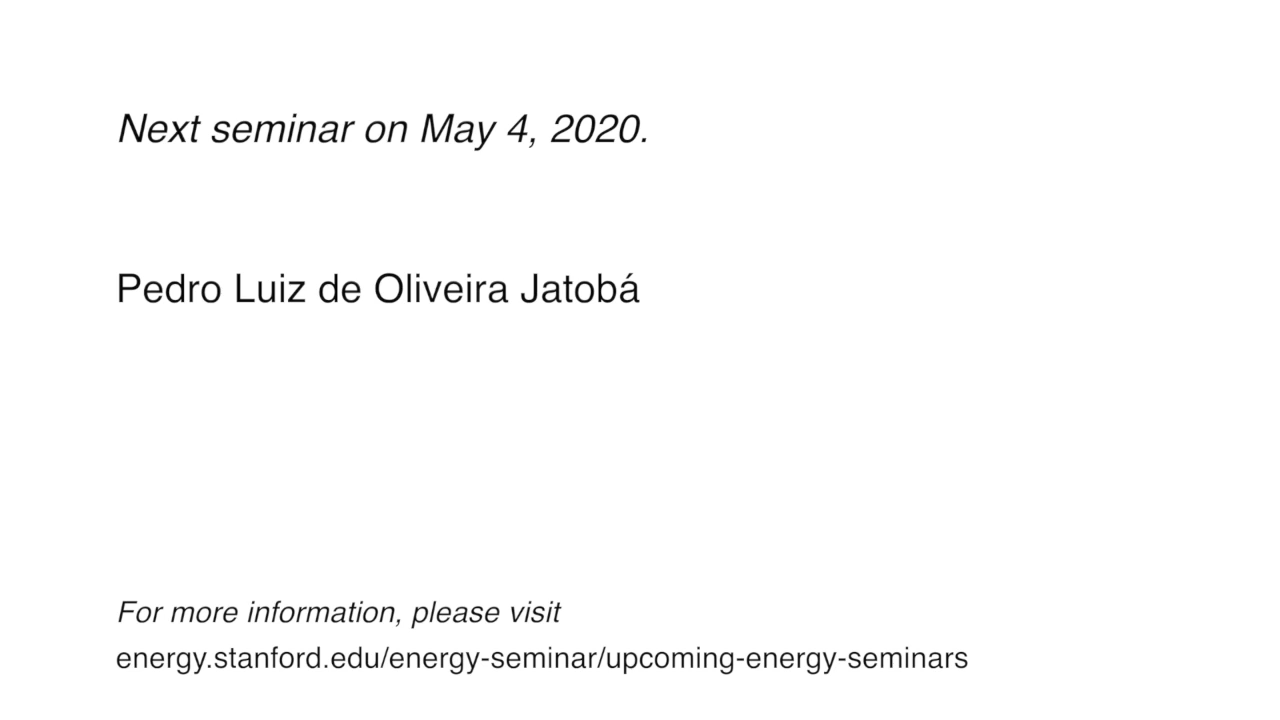 Next seminar on May 4, 2020.
Pedro Luiz de Oliveira Jatobá
For more information, please visit
energy.stanford.edu/energy-seminar/upcoming-energy-seminars